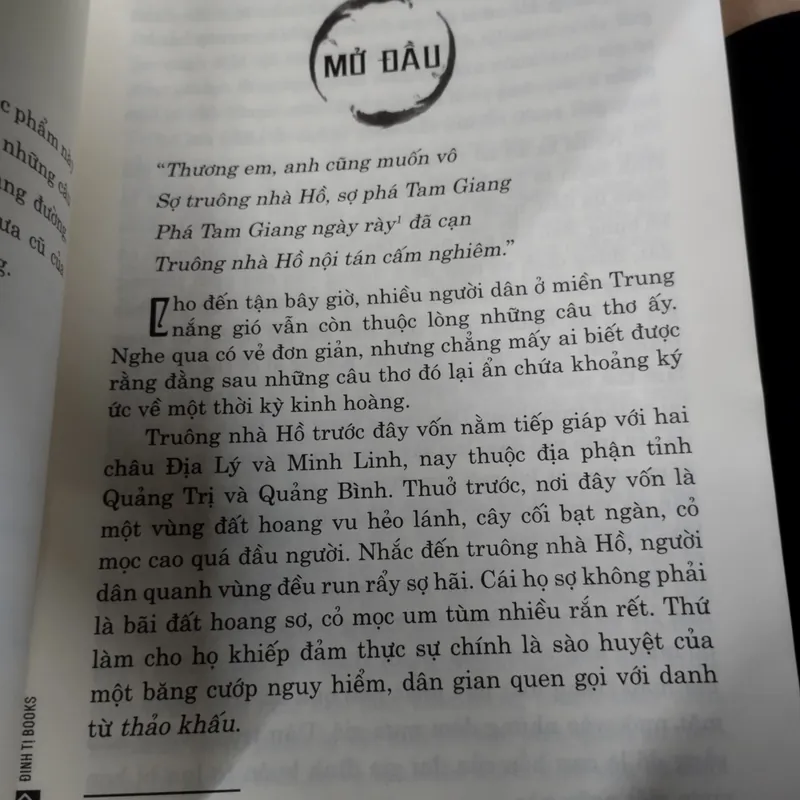 c phẩm này
những câu
ng đường
ưa cũ của
g.
MỞ ĐẦU
“Thương em, anh cũng muốn vô
Sợ truông nhà Hồ, sợ phá Tam Giang
Phá Tam Giang ngày rày¹ đã cạn
Truông nhà Hồ nội tán cấm nghiêm.”
Cho đến tận bây giờ, nhiều người dân ở miền Trung
nắng gió vẫn còn thuộc lòng những câu thơ ấy.
Nghe qua có vẻ đơn giản, nhưng chẳng mấy ai biết được
rằng đằng sau những câu thơ đó lại ẩn chứa khoảng ký
ức về một thời kỳ kinh hoàng.
Truông nhà Hồ trước đây vốn nằm tiếp giáp với hai
châu Địa Lý và Minh Linh, nay thuộc địa phận tỉnh
Quảng Trị và Quảng Bình. Thuở trước, nơi đây vốn là
một vùng đất hoang vu hẻo lánh, cây cối bạt ngàn, cỏ
mọc cao quá đầu người. Nhắc đến truông nhà Hồ, người
dân quanh vùng đều run rẩy sợ hãi. Cái họ sợ không phải
là bãi đất hoang sơ, cỏ mọc um tùm nhiều rắn rết. Thứ
làm cho họ khiếp đảm thực sự chính là sào huyệt của
một băng cướp nguy hiểm, dân gian quen gọi với danh
từ thảo khấu.
ĐINH TỊ BOOKS